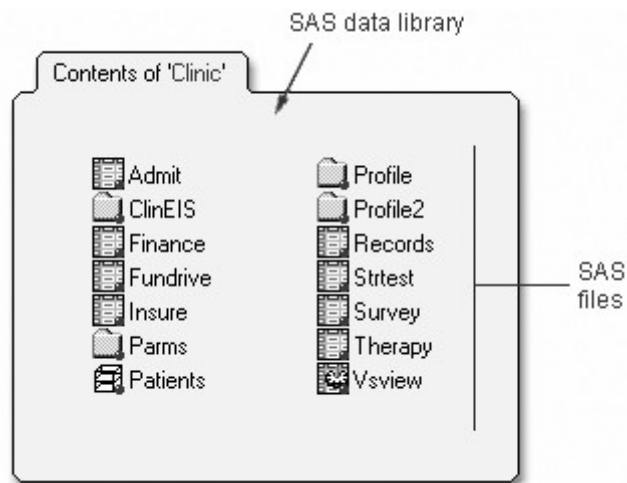 SAS data library
Contents of 'Clinic'
Admit
ClinEIS
Finance
Fundrive
Insure
Parms
Patients
Profile
Profile2
Records
Strtest
Survey
Therapy
Vsview
SAS
files